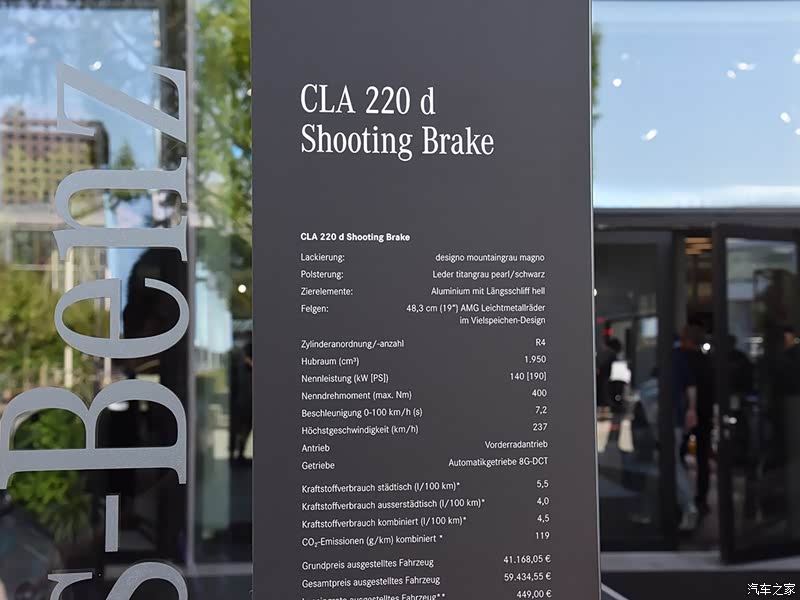 CLA 220 d
Shooting Brake
CLA 220 d Shooting Brake
Lackierung: designo mountaingrau magno
Polsterung: Leder titangrau pearl/schwarz
Zierelemente: Aluminium mit Längsschliff hell
Felgen: 48,3 cm (19") AMG Leichtmetallräder
im Vielspeichen-Design
Zylinderanordnung/-anzahl R4
Hubraum (cm³) 1.950
Nennleistung (kW [PS]) 140 [190]
Nenndrehmoment (max. Nm) 400
Beschleunigung 0-100 km/h (s) 7,2
Höchstgeschwindigkeit (km/h) 237
Antrieb Vorderradantrieb
Getriebe Automatikgetriebe 8G-DCT
Kraftstoffverbrauch städtisch (l/100 km)* 5,5
Kraftstoffverbrauch ausserstädtisch (l/100 km)* 4,0
Kraftstoffverbrauch kombiniert (l/100 km)* 4,5
CO₂-Emissionen (g/km) kombiniert * 119
Grundpreis ausgestelltes Fahrzeug 41.168,05 €
Gesamtpreis ausgestelltes Fahrzeug 59.434,55 €
Leasingrate ausgestelltes Fahrzeug** 449,00 €
s-Benz
汽车之家